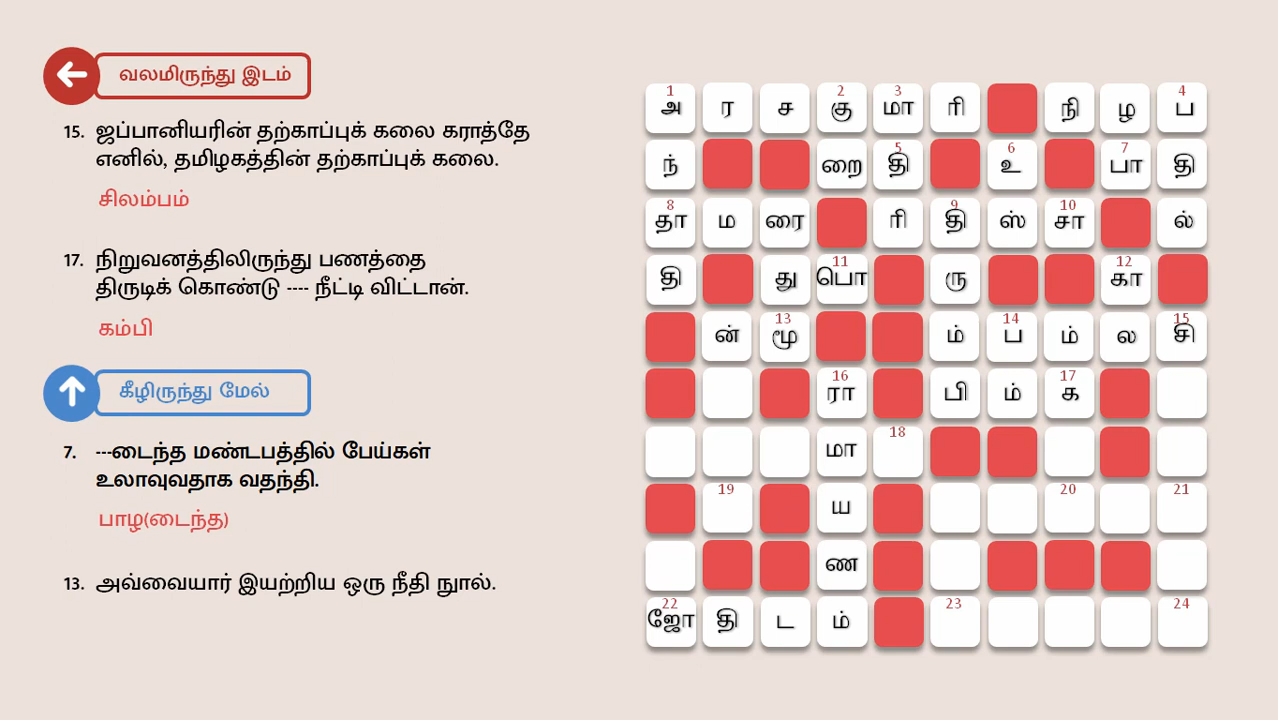 வலமிருந்து இடம்
15. ஜப்பானியரின் தற்காப்புக் கலை கராத்தே
எனில், தமிழகத்தின் தற்காப்புக் கலை.
சிலம்பம்
17. நிறுவனத்திலிருந்து பணத்தை
திருடிக் கொண்டு ---- நீட்டி விட்டான்.
கம்பி
கீழிருந்து மேல்
7. ---டைந்த மண்டபத்தில் பேய்கள்
உலாவுவதாக வதந்தி.
பாழ(டைந்த)
13. அவ்வையார் இயற்றிய ஒரு நீதி நூல்.
1 2 3 4
அ ர ச கு மா ரி நி ழ ப
5 6 7
ந் றை தி உ பா தி
8 9 10
தா ம ரை ரி தி ஸ் சா ல்
11 12
தி து பொ ரு கா
13 14 15
ன் மூ ம் ப ம் ல சி
16 17
ரா பி ம் க
18
மா
19 20 21
ய
ண
22 23 24
ஜோ தி ட ம்